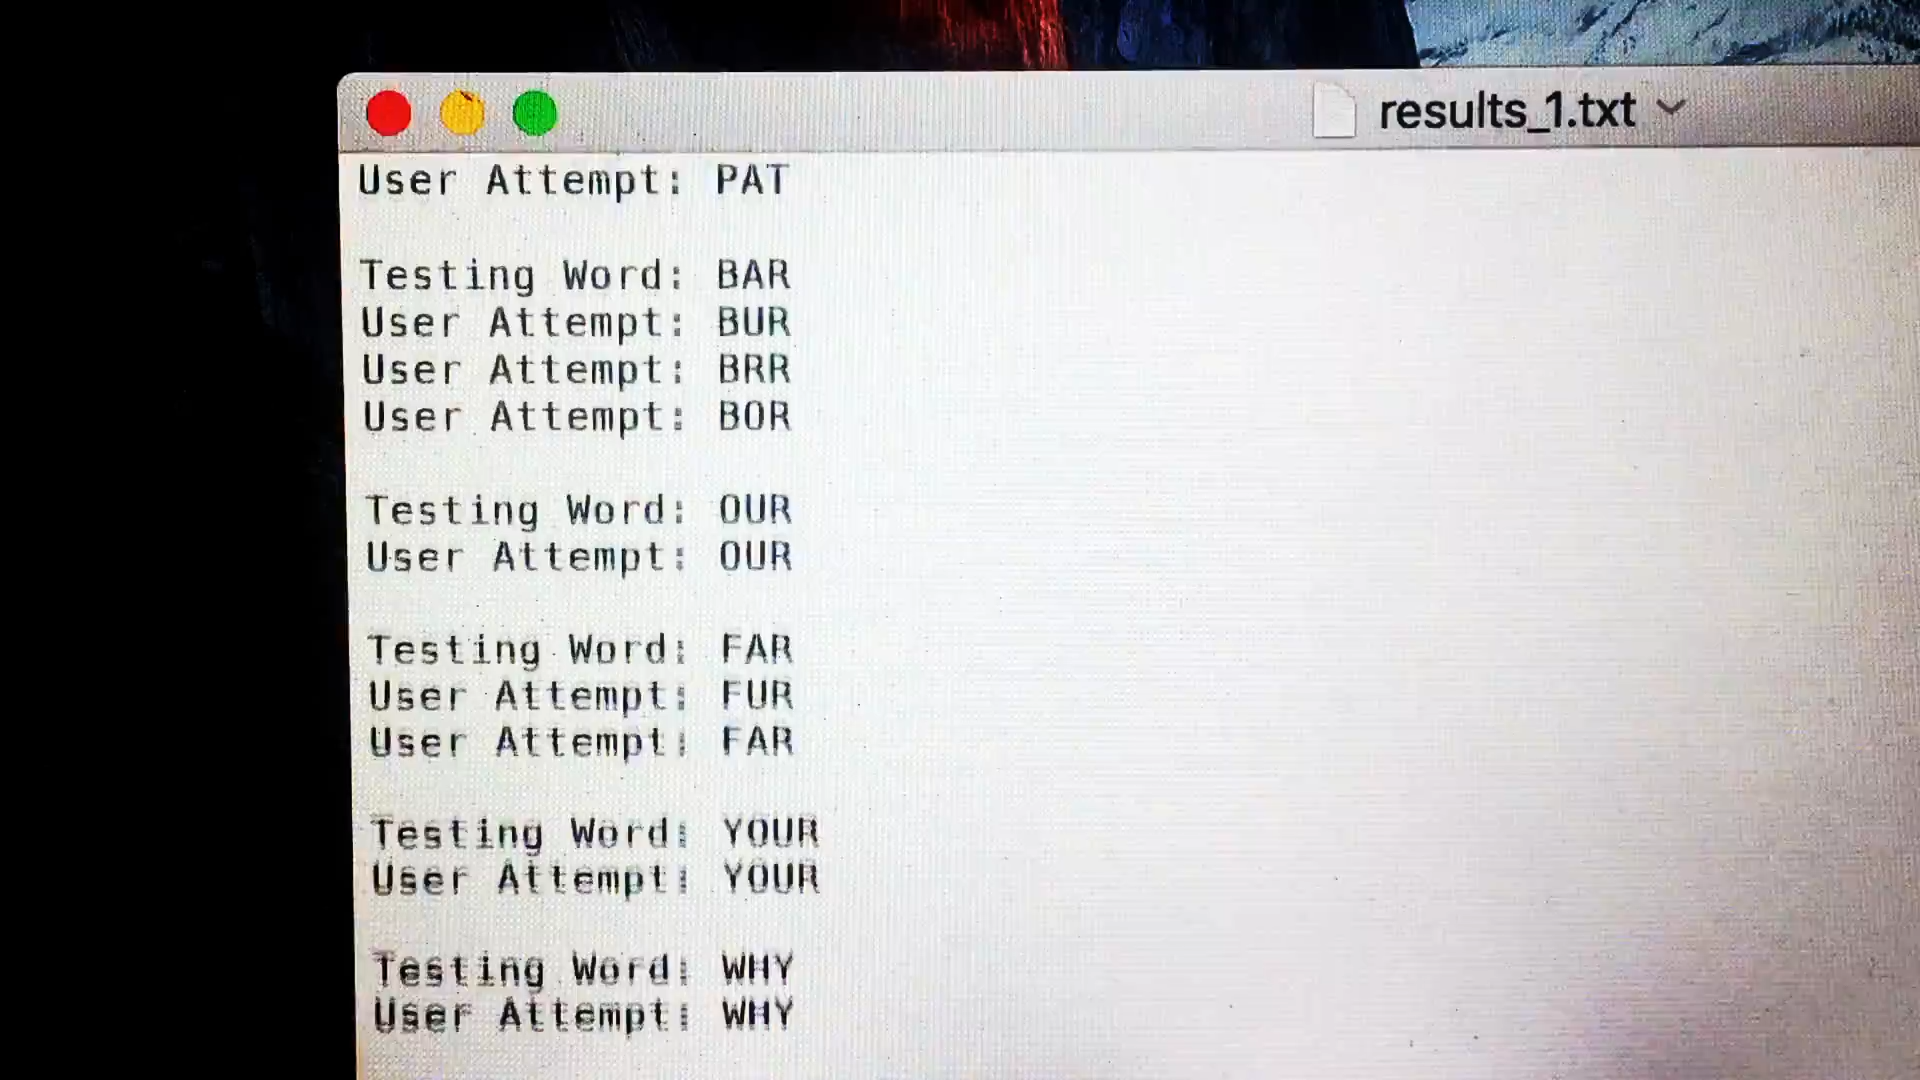 results_1.txt
User Attempt: PAT
Testing Word: BAR
User Attempt: BUR
User Attempt: BRR
User Attempt: BOR
Testing Word: OUR
User Attempt: OUR
Testing Word: FAR
User Attempt: FUR
User Attempt: FAR
Testing Word: YOUR
User Attempt: YOUR
Testing Word: WHY
User Attempt: WHY